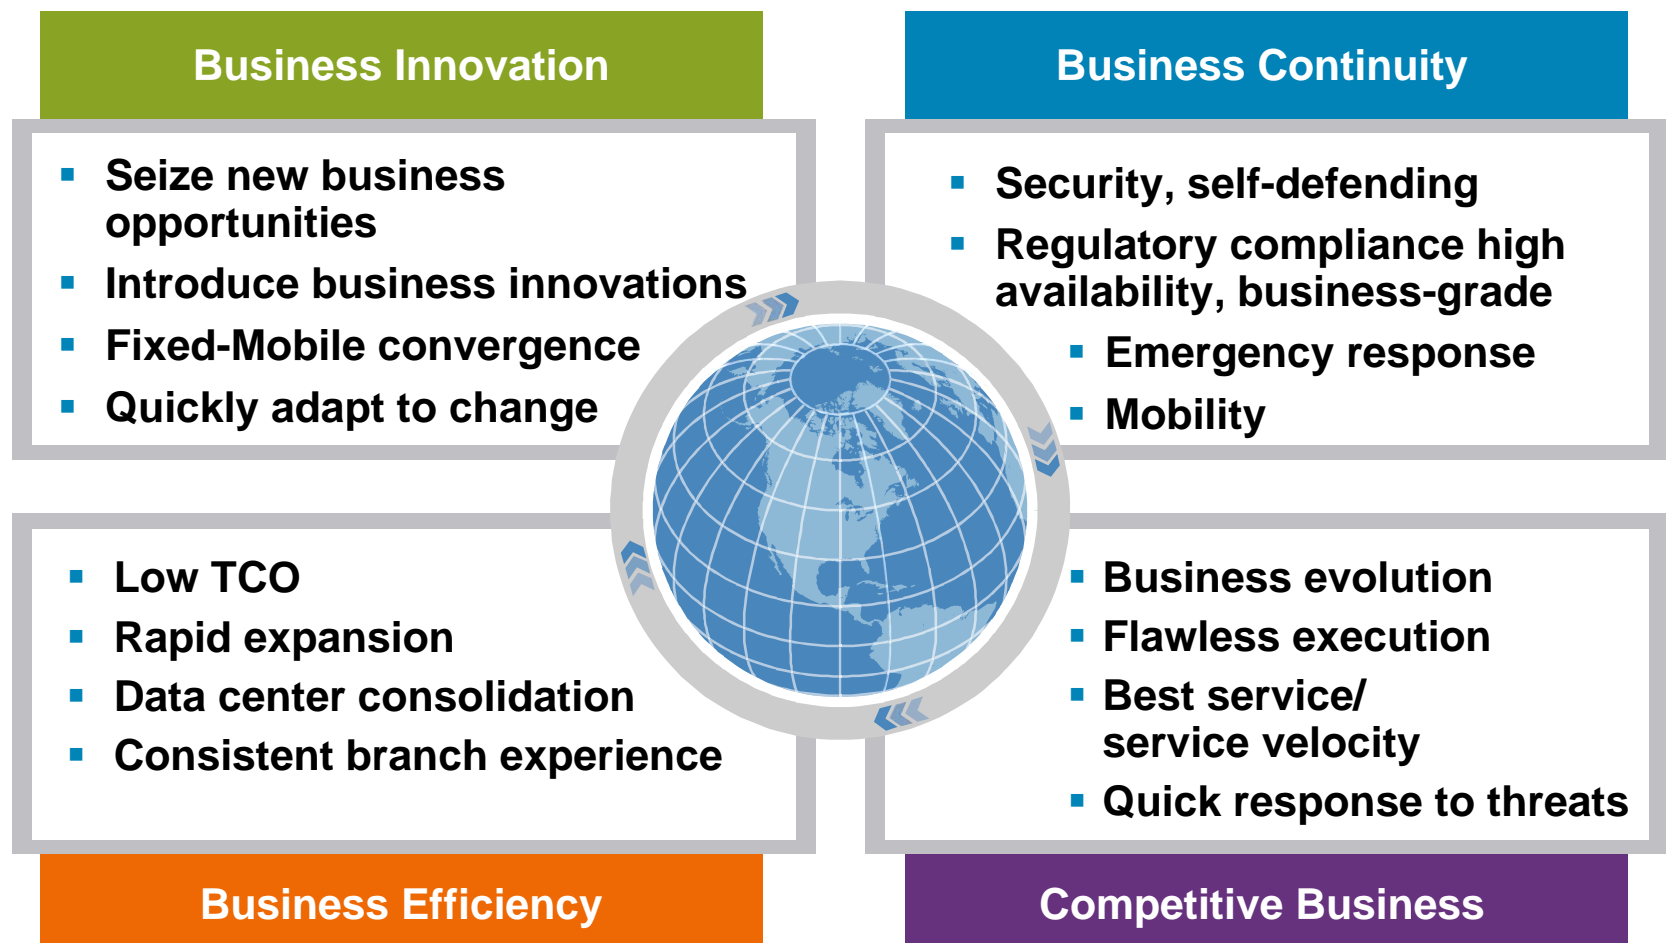 Business Innovation
Seize new business
opportunities
Introduce business innovations
Fixed-Mobile convergence
Quickly adapt to change
Business Continuity
Security, self-defending
Regulatory compliance high
availability, business-grade
Emergency response
Mobility
Low TCO
Rapid expansion
Data center consolidation
Consistent branch experience
Business Efficiency
Business evolution
Flawless execution
Best service/
service velocity
Quick response to threats
Competitive Business